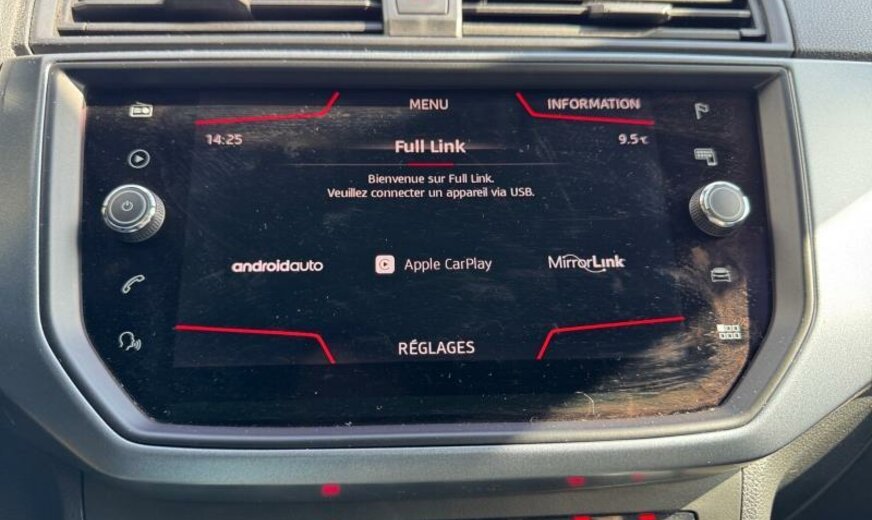 MENU
INFORMATION
14:25
Full Link
9.5°C
Bienvenue sur Full Link.
Veuillez connecter un appareil via USB.
androidauto
Apple CarPlay
MirrorLink
RÉGLAGES